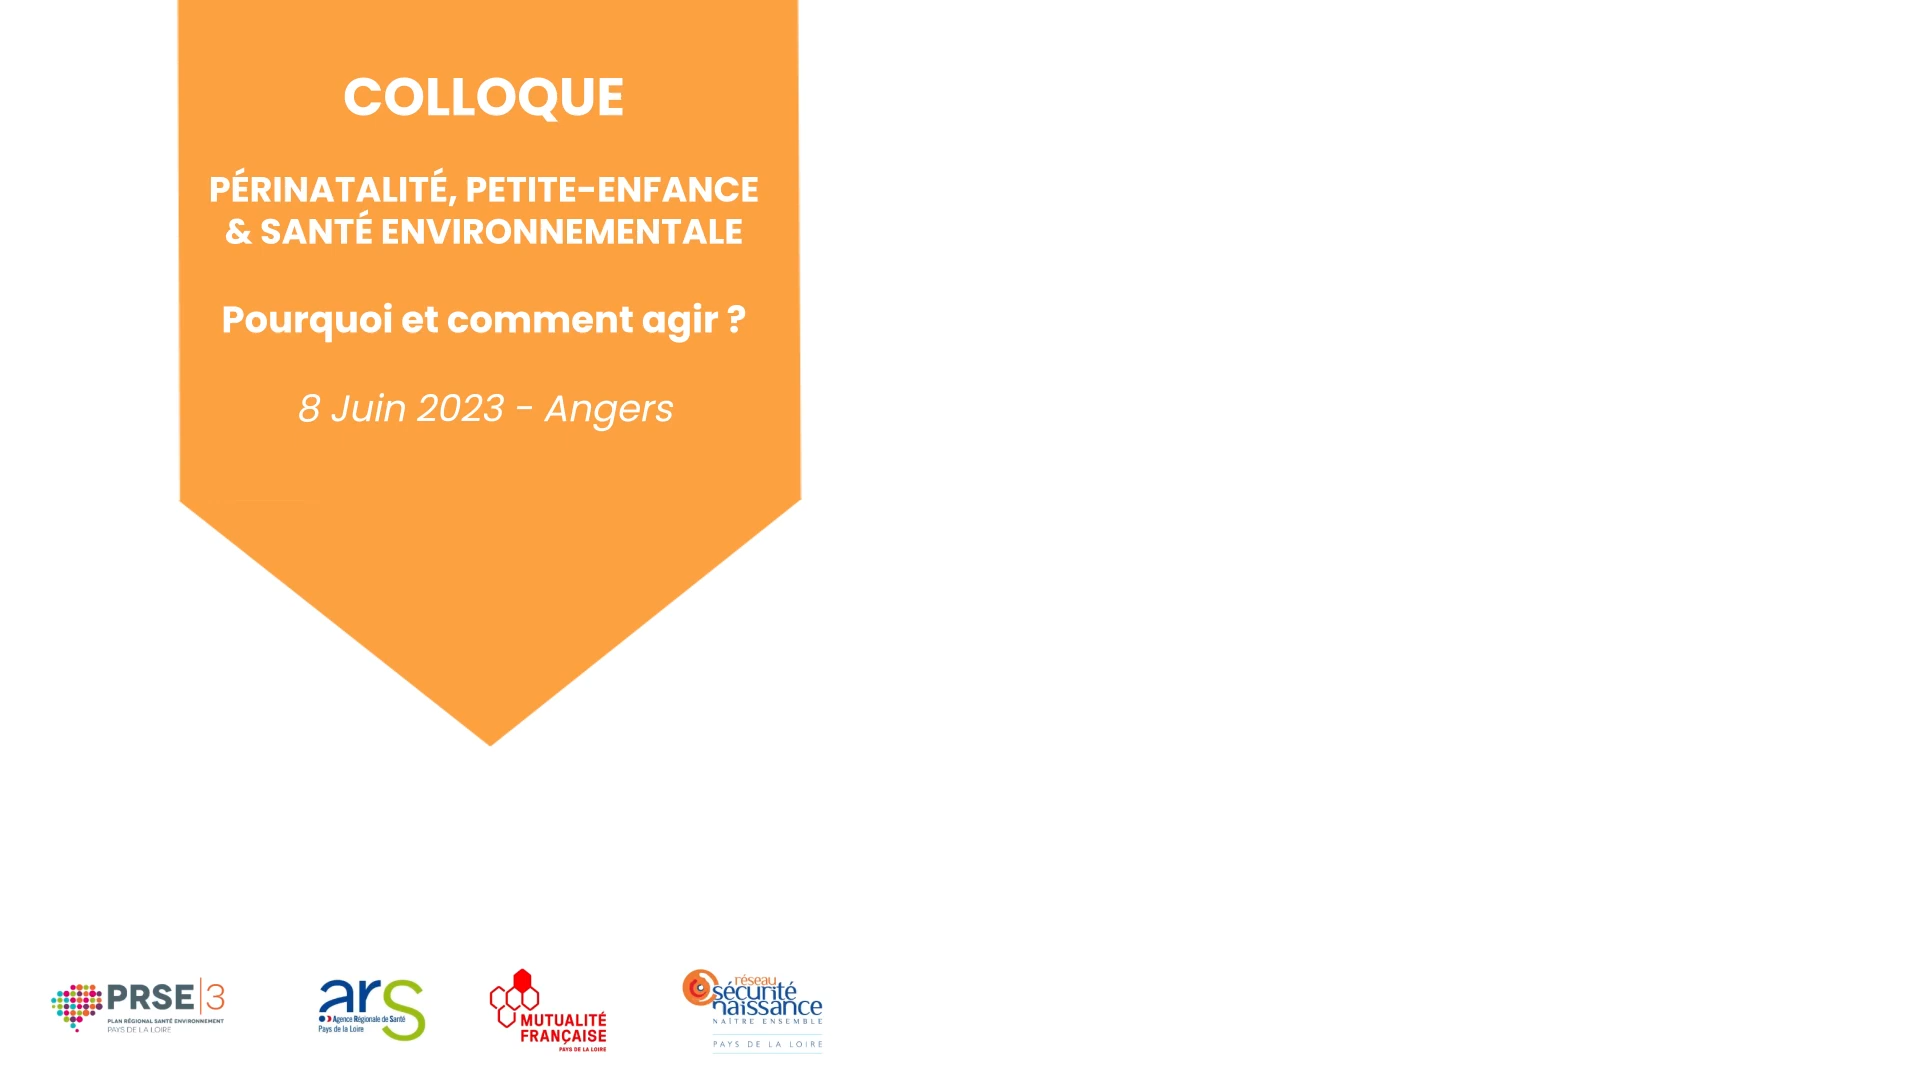 COLLOQUE
PÉRINATALITÉ, PETITE-ENFANCE
& SANTÉ ENVIRONNEMENTALE
Pourquoi et comment agir ?
8 Juin 2023 - Angers
PRSE|3
PLAN RÉGIONAL SANTÉ ENVIRONNEMENT
PAYS DE LA LOIRE
ars
Agence Régionale de Santé
Pays de la Loire
MUTUALITÉ
FRANÇAISE
PAYS DE LA LOIRE
réseau
sécurité
naissance
NAÎTRE ENSEMBLE
PAYS DE LA LOIRE